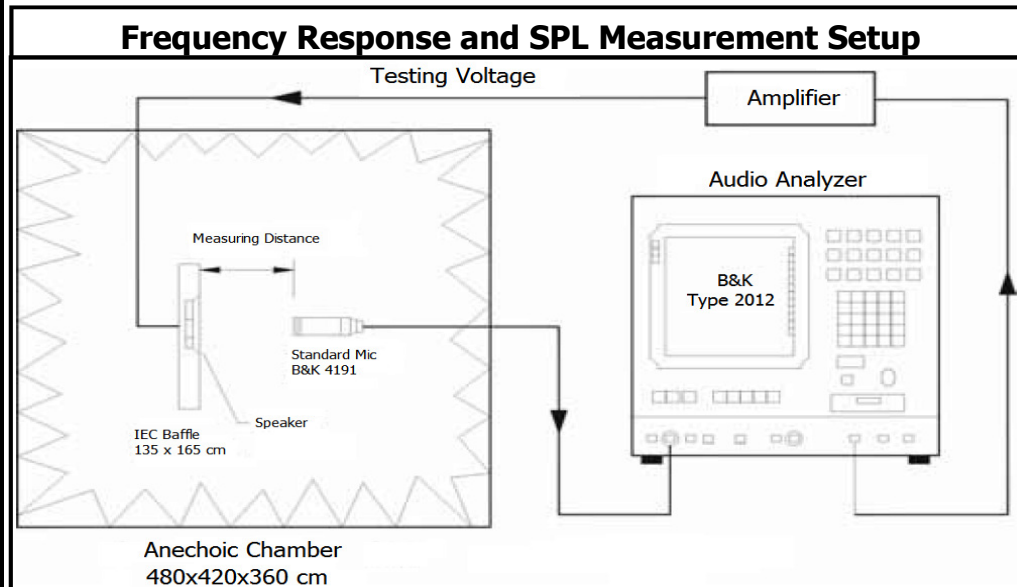 Frequency Response and SPL Measurement Setup
Testing Voltage
Amplifier
Audio Analyzer
Measuring Distance
B&K
Type 2012
Standard Mic
B&K 4191
Speaker
IEC Baffle
135 x 165 cm
Anechoic Chamber
480x420x360 cm